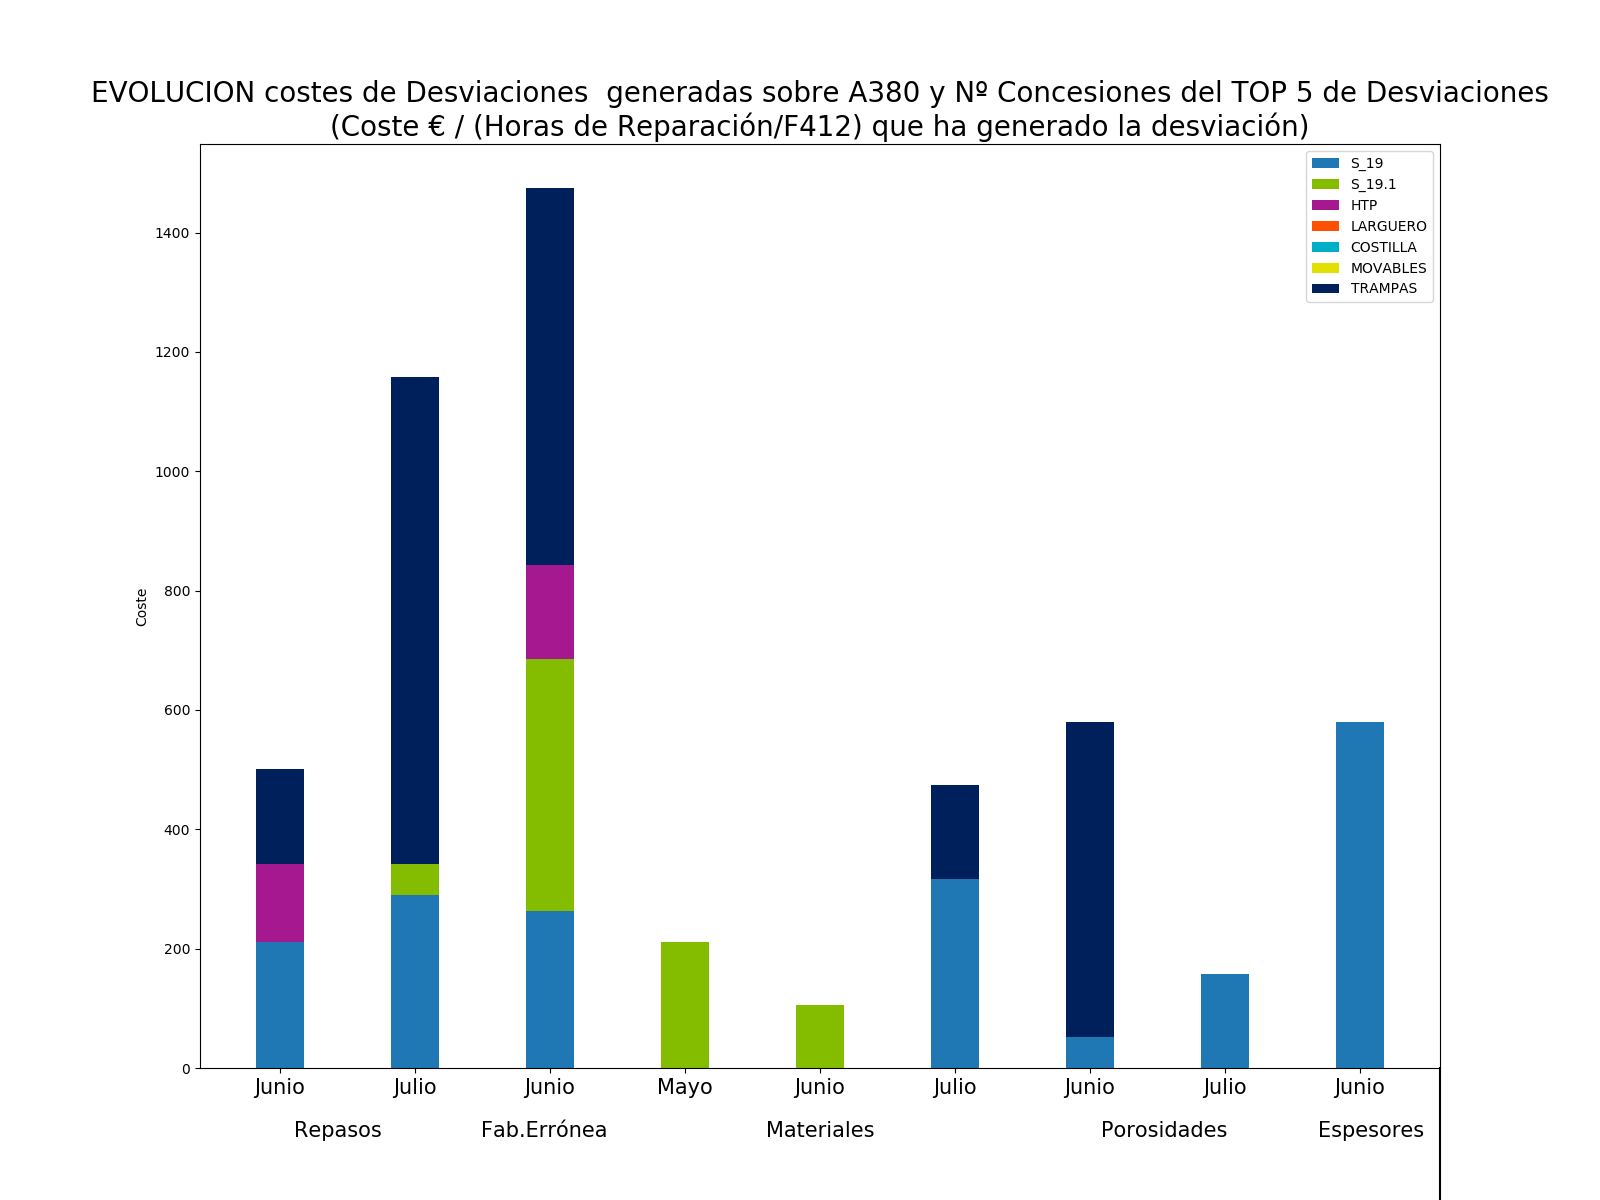 EVOLUCION costes de Desviaciones  generadas sobre A380 y Nº Concesiones del TOP 5 de Desviaciones
(Coste € / (Horas de Reparación/F412) que ha generado la desviación)
S_19
S_19.1
HTP
LARGUERO
COSTILLA
MOVABLES
TRAMPAS
1400
1200
1000
800
600
400
200
0
Coste
Junio Julio Junio Mayo Junio Julio Junio Julio Junio
Repasos Fab.Errónea Materiales Porosidades Espesores